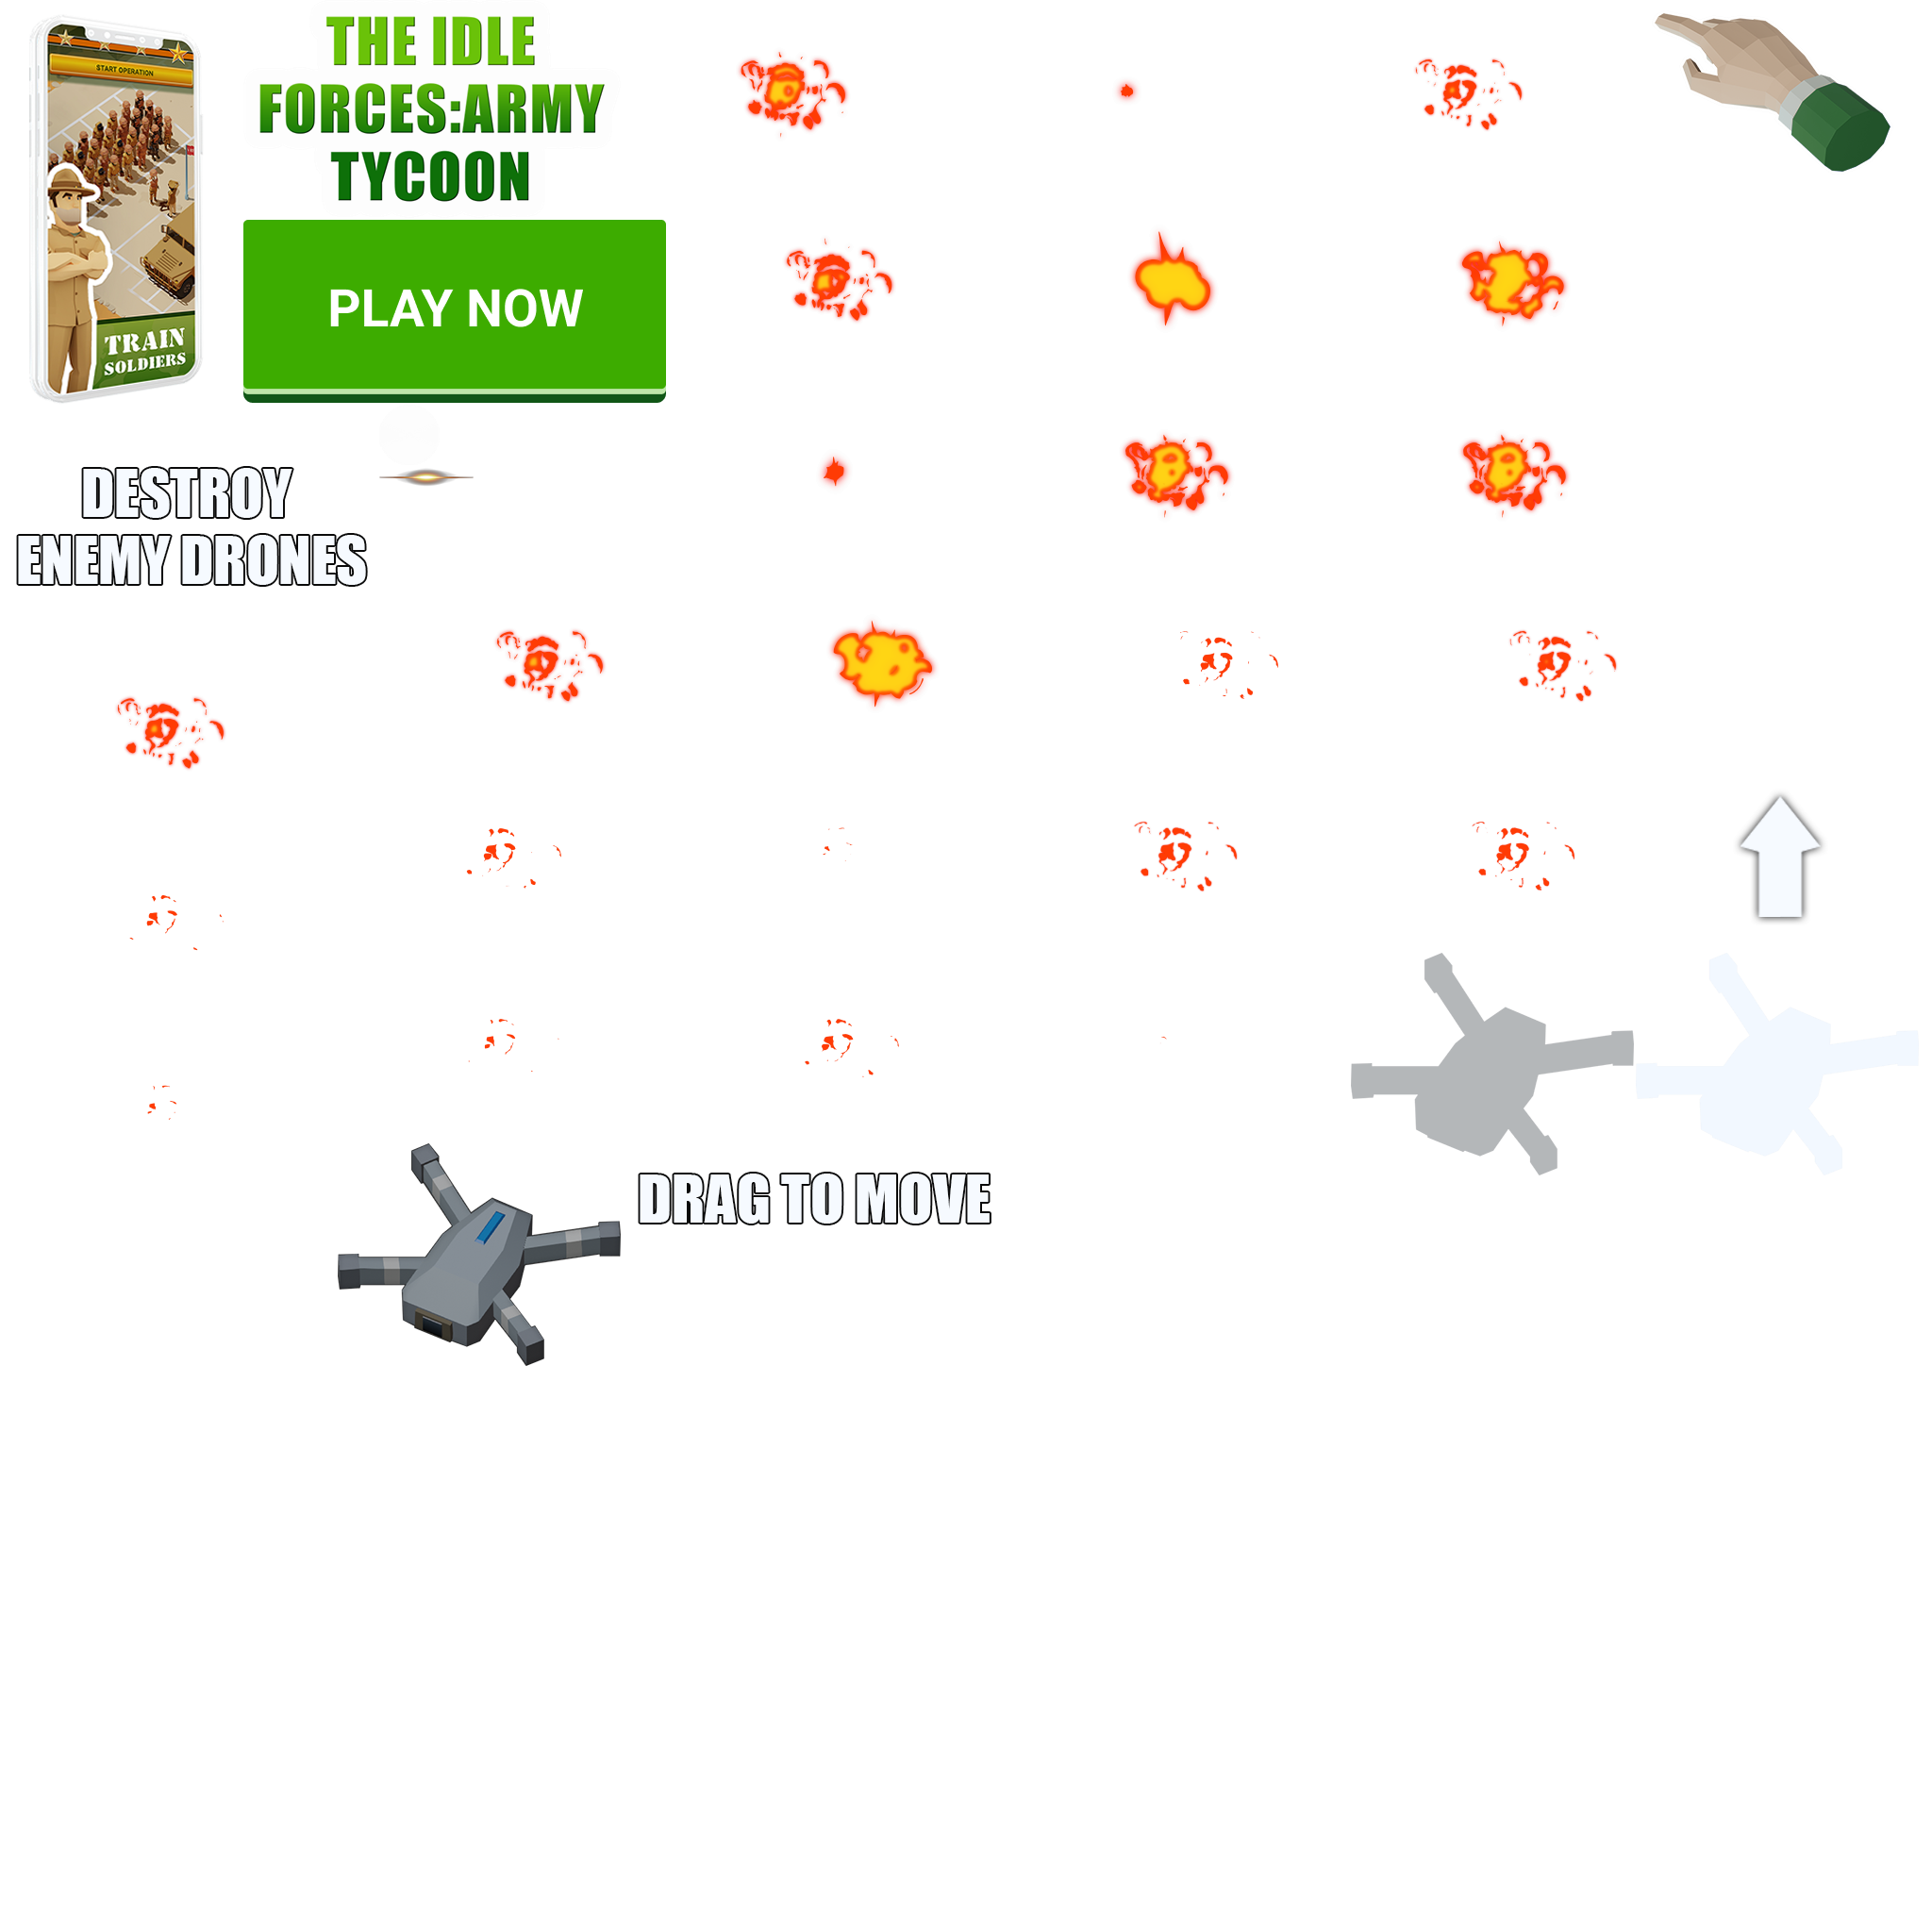 START OPERATION
TRAIN
SOLDIERS
THE IDLE
FORCES:ARMY
TYCOON
PLAY NOW
DESTROY
ENEMY DRONES
DRAG TO MOVE